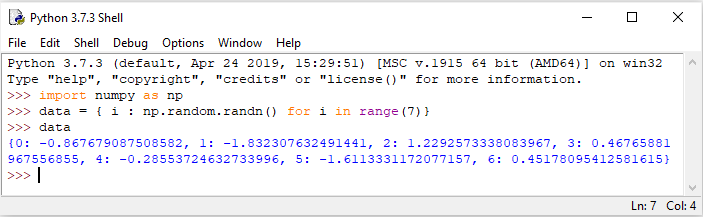 Python 3.7.3 Shell
File Edit Shell Debug Options Window Help
Python 3.7.3 (default, Apr 24 2019, 15:29:51) [MSC v.1915 64 bit (AMD64)] on win32
Type "help", "copyright", "credits" or "license()" for more information.
>>> import numpy as np
>>> data = { i : np.random.randn() for i in range(7)}
>>> data
{0: -0.867679087508582, 1: -1.832307632491441, 2: 1.2292573338083967, 3: 0.46765881
967556855, 4: -0.28553724632733996, 5: -1.6113331172077157, 6: 0.45178095412581615}
>>>
Ln: 7 Col: 4